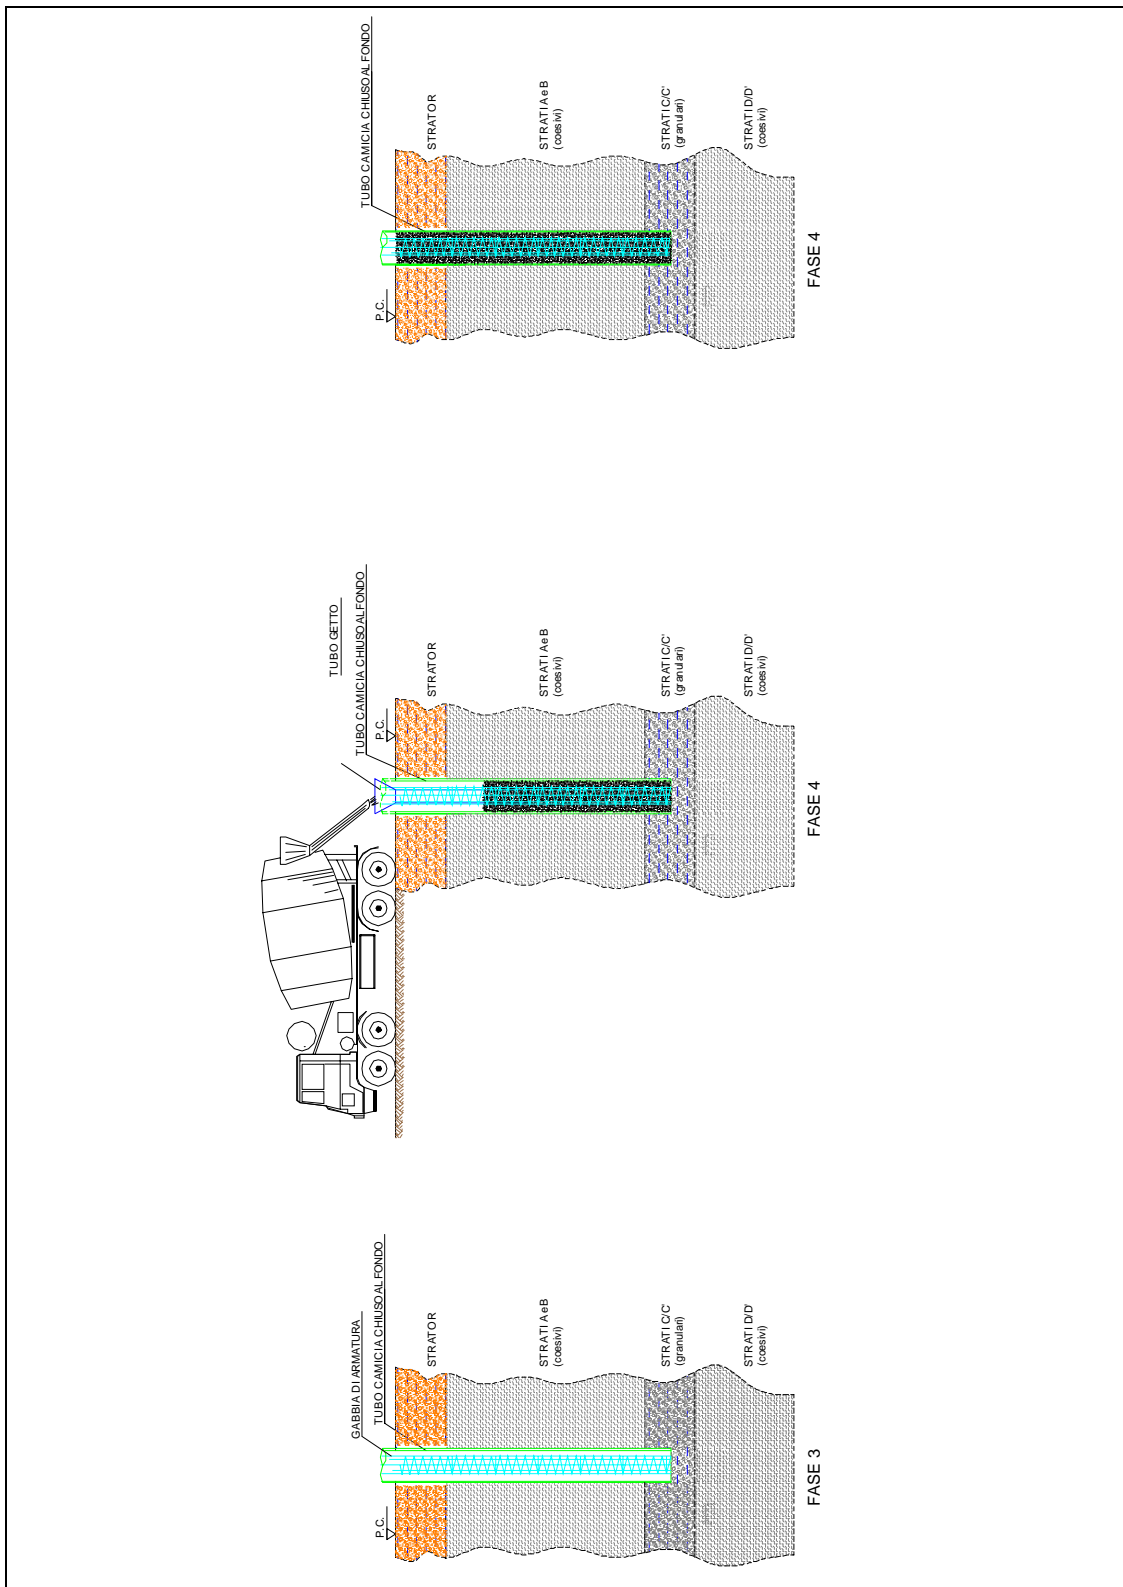 GABBIA DI ARMATURA
TUBO CAMICIA CHIUSO AL FONDO
P.C.
STRATO R
STRATI A e B
(coesivi)
STRATI C/C'
(granulari)
STRATI D/D'
(coesivi)
FASE 3
TUBO GETTO
TUBO CAMICIA CHIUSO AL FONDO
P.C.
STRATO R
STRATI A e B
(coesivi)
STRATI C/C'
(granulari)
STRATI D/D'
(coesivi)
FASE 4
TUBO CAMICIA CHIUSO AL FONDO
P.C.
STRATO R
STRATI A e B
(coesivi)
STRATI C/C'
(granulari)
STRATI D/D'
(coesivi)
FASE 4